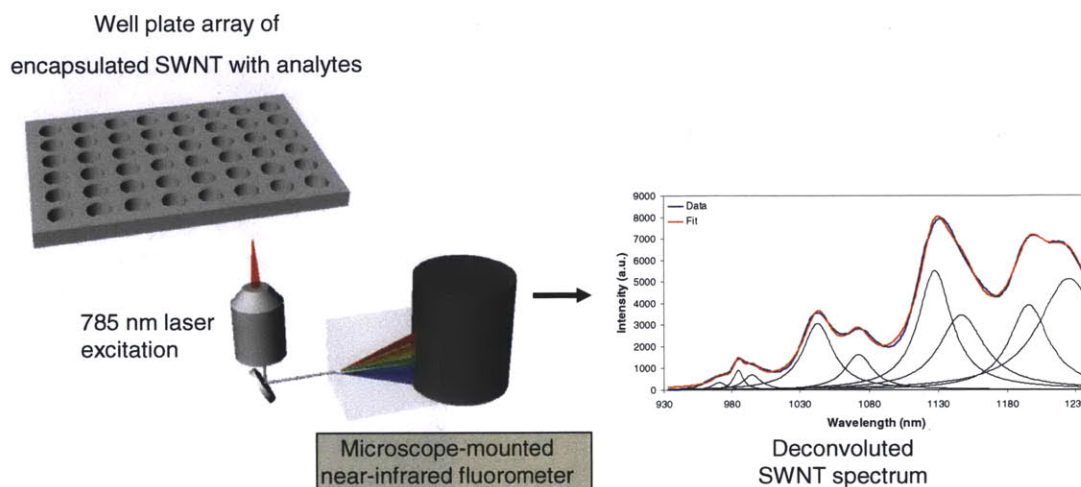 Well plate array of
encapsulated SWNT with analytes
785 nm laser
excitation
Microscope-mounted
near-infrared fluorometer
9000
8000
7000
6000
5000
4000
3000
2000
1000
0
Intensity (a.u.)
Data
Fit
930 980 1030 1080 1130 1180 1230
Wavelength (nm)
Deconvoluted
SWNT spectrum